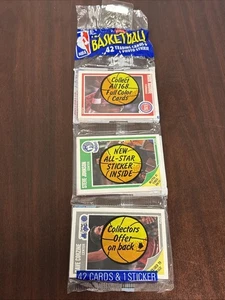 NBA
BASKETBALL
42 TRADING CARDS &
Collect
All 168
Full Color
Cards
NEW
ALL-STAR
STICKER
INSIDE
Collectors
Offer
on back
42 CARDS & 1 STICKER